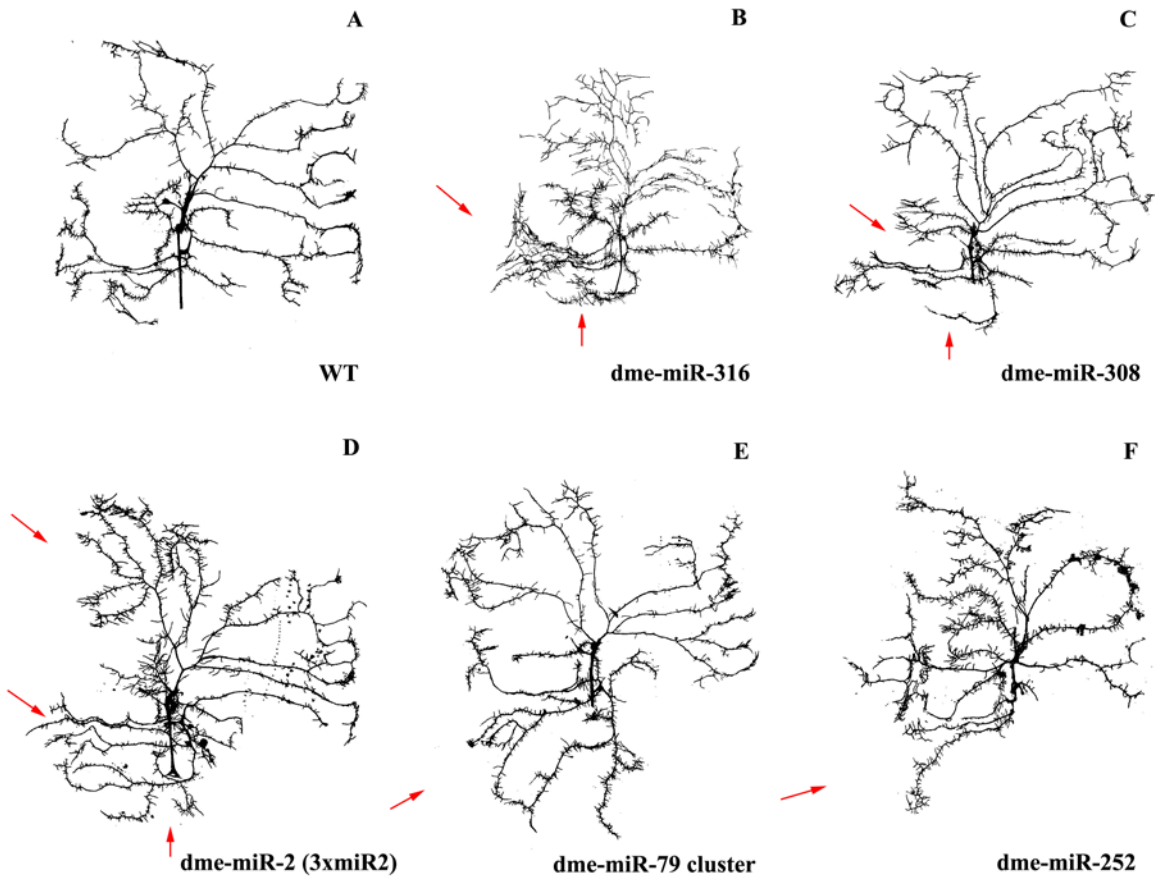 A
B
C
WT
dme-miR-316
dme-miR-308
D
E
F
dme-miR-2 (3xmiR2)
dme-miR-79 cluster
dme-miR-252